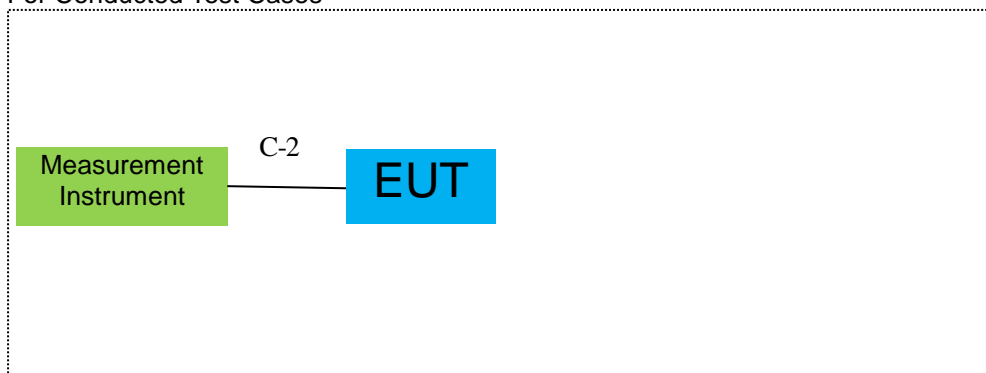 For Conducted Test Cases
C-2
Measurement
Instrument
EUT